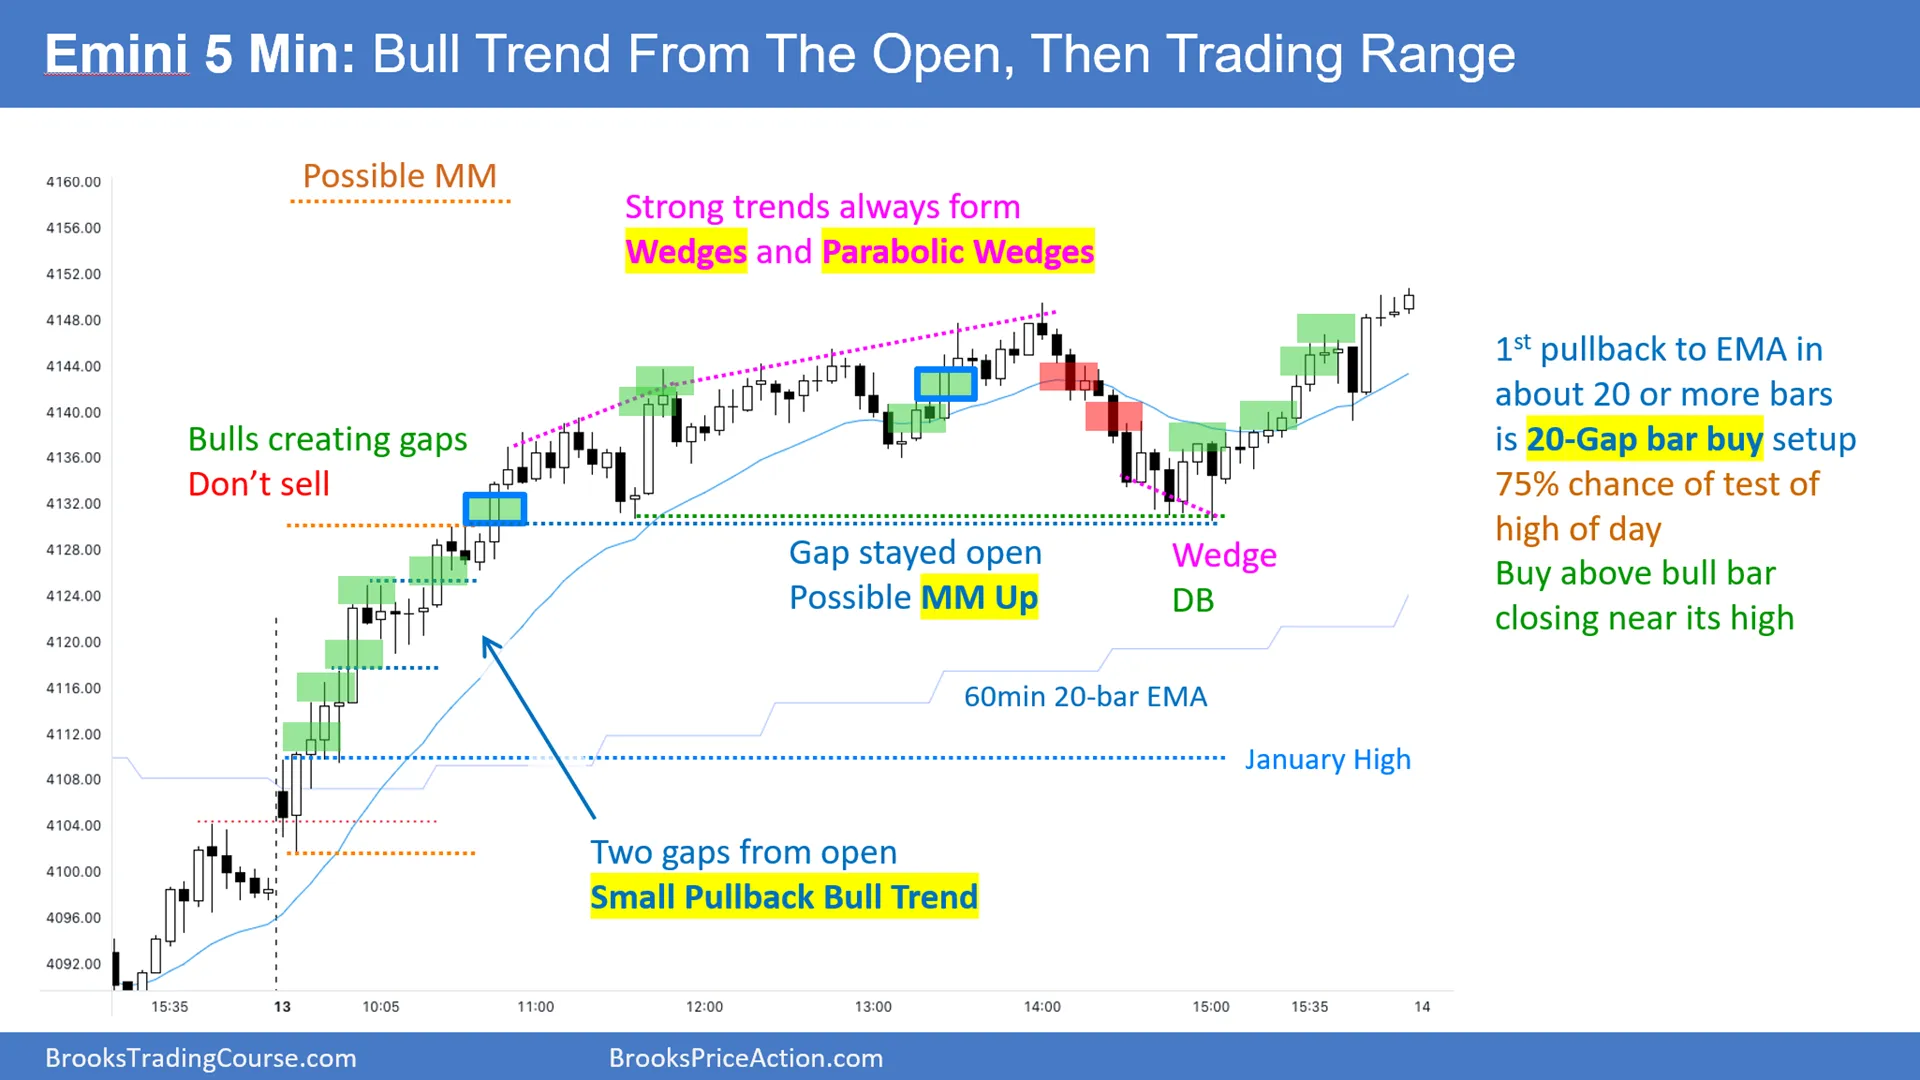 Emini 5 Min: Bull Trend From The Open, Then Trading Range
Possible MM
Strong trends always form
Wedges and Parabolic Wedges
1st pullback to EMA in
about 20 or more bars
is 20-Gap bar buy setup
75% chance of test of
high of day
Buy above bull bar
closing near its high
Bulls creating gaps
Don't sell
Gap stayed open
Possible MM Up
Wedge
DB
60min 20-bar EMA
January High
Two gaps from open
Small Pullback Bull Trend
4160.00
4156.00
4152.00
4148.00
4144.00
4140.00
4136.00
4132.00
4128.00
4124.00
4120.00
4116.00
4112.00
4108.00
4104.00
4100.00
4096.00
4092.00
15:35 13 10:05 11:00 12:00 13:00 14:00 15:00 15:35 14
BrooksTradingCourse.com
BrooksPriceAction.com